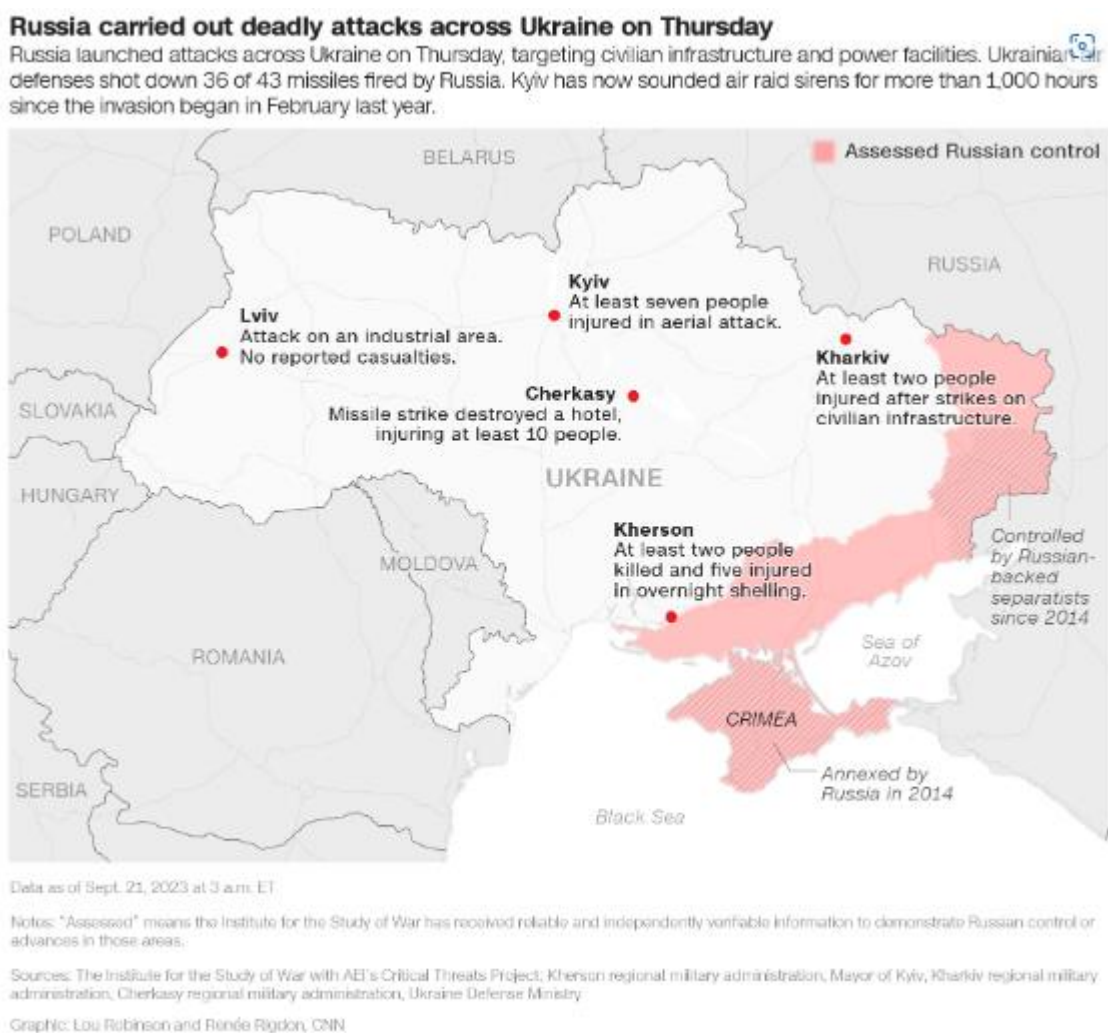 Russia carried out deadly attacks across Ukraine on Thursday
Russia launched attacks across Ukraine on Thursday, targeting civilian infrastructure and power facilities. Ukrainian air
defenses shot down 36 of 43 missiles fired by Russia. Kyiv has now sounded air raid sirens for more than 1,000 hours
since the invasion began in February last year.
Assessed Russian control
BELARUS
POLAND
RUSSIA
Kyiv
At least seven people
injured in aerial attack.
Lviv
Attack on an industrial area.
No reported casualties.
Kharkiv
At least two people
injured after strikes on
civilian infrastructure.
Cherkasy
Missile strike destroyed a hotel,
injuring at least 10 people.
SLOVAKIA
UKRAINE
HUNGARY
Kherson
At least two people
killed and five injured
in overnight shelling.
Controlled
by Russian-
backed
separatists
since 2014
MOLDOVA
ROMANIA
Sea of
Azov
CRIMEA
Annexed by
Russia in 2014
SERBIA
Black Sea
Data as of Sept. 21, 2023 at 3 a.m. ET
Notes: "Assessed" means the Institute for the Study of War has received reliable and independently verifiable information to demonstrate Russian control or
advances in those areas.
Sources: The Institute for the Study of War with AEI's Critical Threats Project; Kherson regional military administration, Mayor of Kyiv, Kharkiv regional military
administration, Cherkasy regional military administration, Ukraine Defense Ministry
Graphic: Lou Robinson and Renée Rigdon, CNN